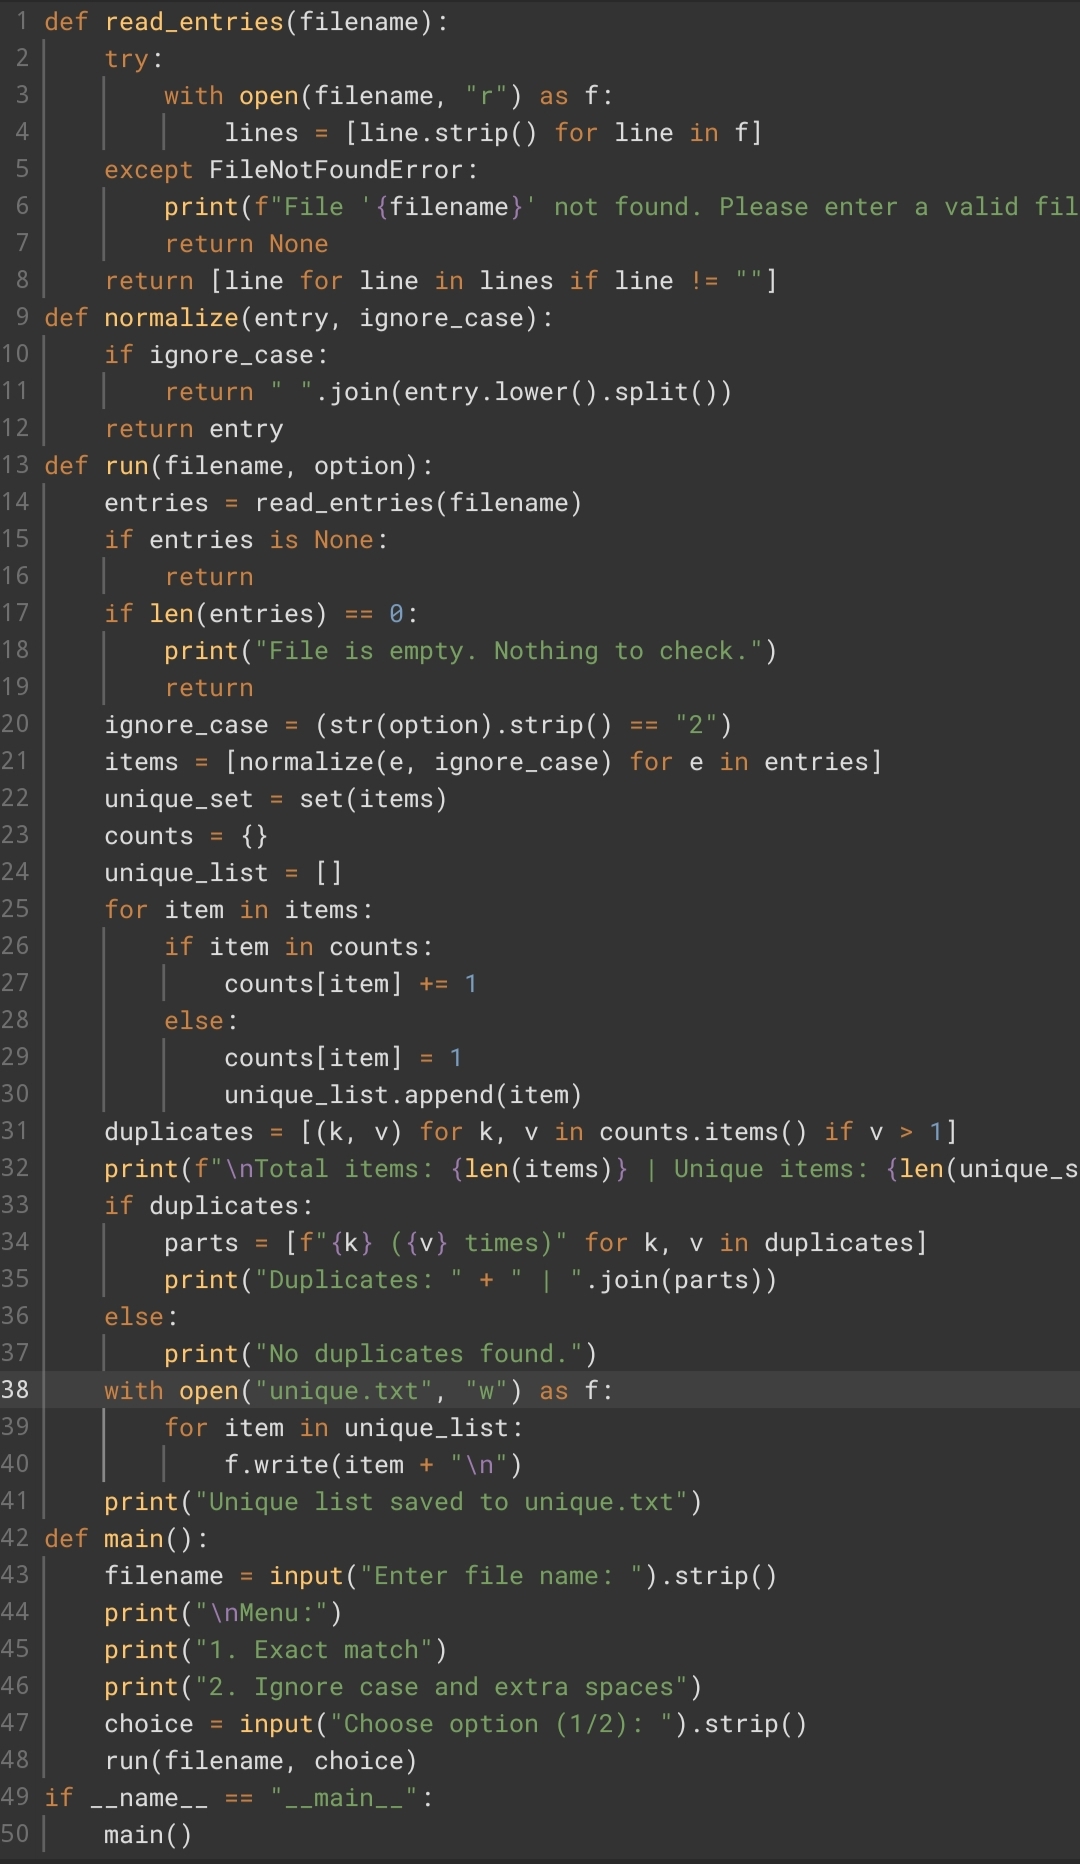 1 def read_entries(filename):
2     try:
3         with open(filename, "r") as f:
4             lines = [line.strip() for line in f]
5     except FileNotFoundError:
6         print(f"File '{filename}' not found. Please enter a valid fil
7         return None
8     return [line for line in lines if line != ""]
9 def normalize(entry, ignore_case):
10     if ignore_case:
11         return " ".join(entry.lower().split())
12     return entry
13 def run(filename, option):
14     entries = read_entries(filename)
15     if entries is None:
16         return
17     if len(entries) == 0:
18         print("File is empty. Nothing to check.")
19         return
20     ignore_case = (str(option).strip() == "2")
21     items = [normalize(e, ignore_case) for e in entries]
22     unique_set = set(items)
23     counts = {}
24     unique_list = []
25     for item in items:
26         if item in counts:
27             counts[item] += 1
28         else:
29             counts[item] = 1
30             unique_list.append(item)
31     duplicates = [(k, v) for k, v in counts.items() if v > 1]
32     print(f"\nTotal items: {len(items)} | Unique items: {len(unique_s
33     if duplicates:
34         parts = [f"{k} ({v} times)" for k, v in duplicates]
35         print("Duplicates: " + " | ".join(parts))
36     else:
37         print("No duplicates found.")
38     with open("unique.txt", "w") as f:
39         for item in unique_list:
40             f.write(item + "\n")
41     print("Unique list saved to unique.txt")
42 def main():
43     filename = input("Enter file name: ").strip()
44     print("\nMenu:")
45     print("1. Exact match")
46     print("2. Ignore case and extra spaces")
47     choice = input("Choose option (1/2): ").strip()
48     run(filename, choice)
49 if __name__ == "__main__":
50     main()